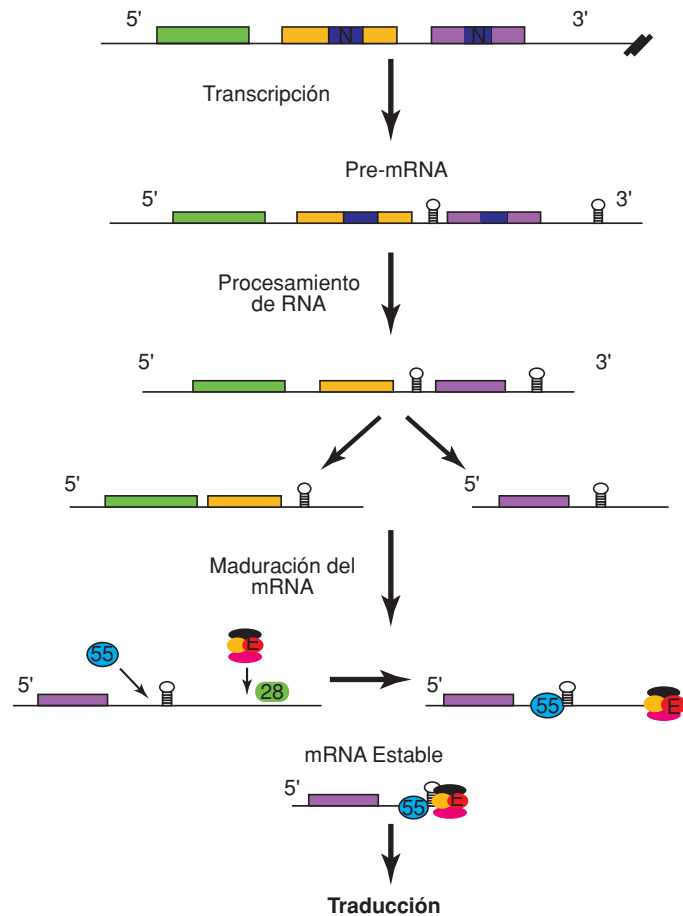 5' 3'
N N
Transcripción
Pre-mRNA
5' 3'
Procesamiento
de RNA
5' 3'
5' 5'
Maduración del
mRNA
55 E
28
5' 5'
55 E
mRNA Estable
5'
55 E
Traducción